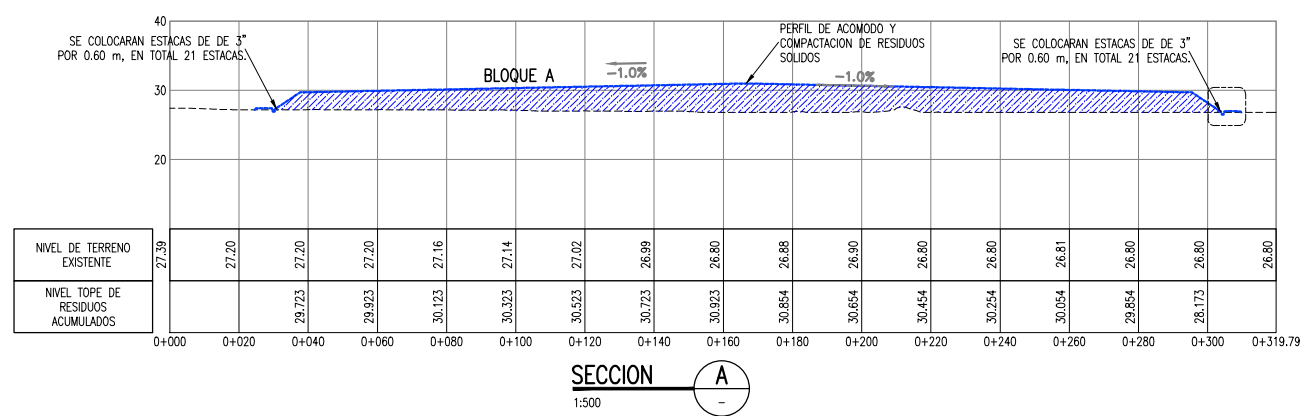 40
SE COLOCARAN ESTACAS DE DE 3"
POR 0.60 m, EN TOTAL 21 ESTACAS.
PERFIL DE ACOMODO Y
COMPACTACION DE RESIDUOS
SOLIDOS
SE COLOCARAN ESTACAS DE DE 3"
POR 0.60 m, EN TOTAL 21 ESTACAS.
BLOQUE A
-1.0%
-1.0%
30
20
NIVEL DE TERRENO
EXISTENTE
27.39 27.20 27.20 27.20 27.16 27.14 27.02 26.99 26.80 26.88 26.90 26.80 26.80 26.81 26.80 26.80 26.80
NIVEL TOPE DE
RESIDUOS
ACUMULADOS
29.723 29.923 30.123 30.323 30.523 30.723 30.923 30.854 30.654 30.454 30.254 30.054 29.854 28.173
0+000 0+020 0+040 0+060 0+080 0+100 0+120 0+140 0+160 0+180 0+200 0+220 0+240 0+260 0+280 0+300 0+319.79
SECCION A
1:500 -